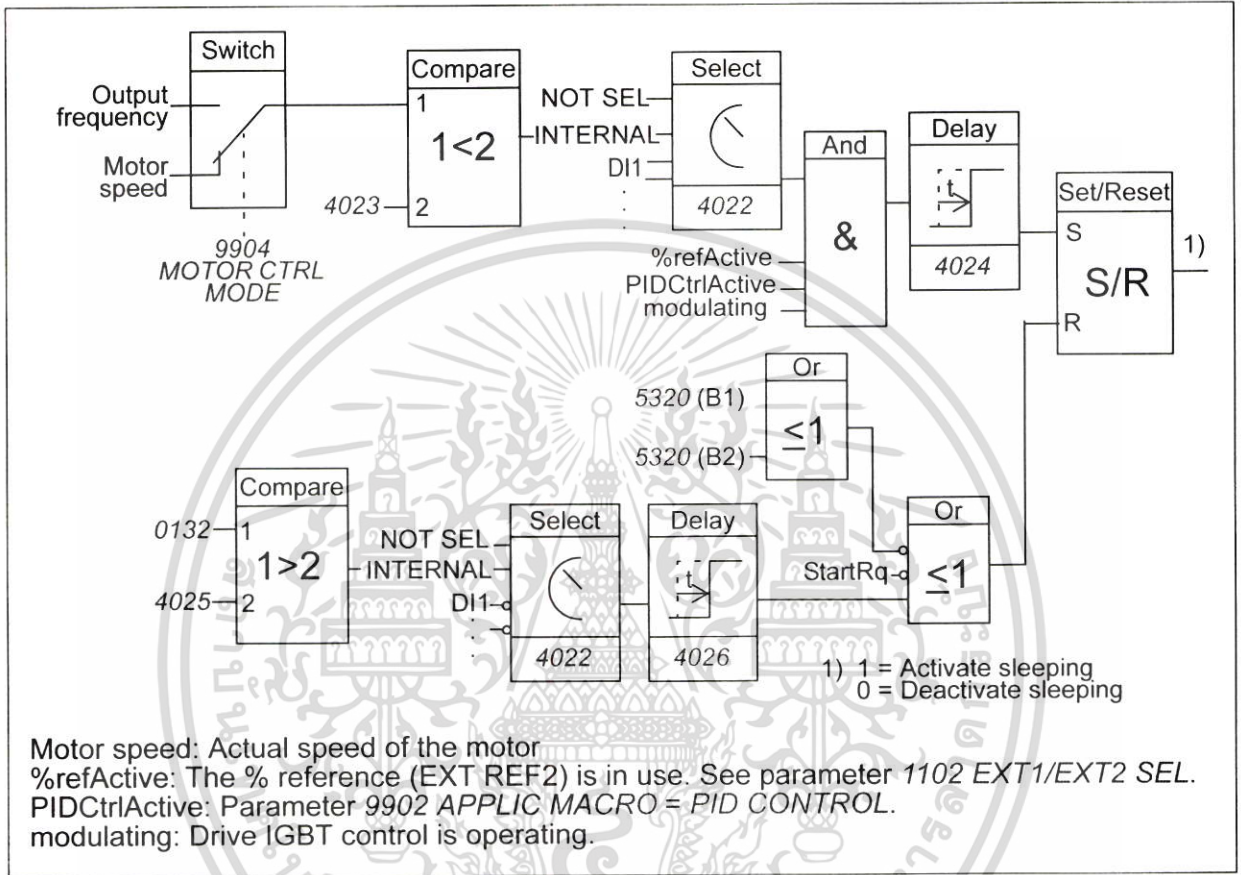 Switch
Output
frequency
Motor
speed
9904
MOTOR CTRL
MODE
Compare
1
1<2
4023
2
NOT SEL
INTERNAL
DI1
Select
4022
And
&
%refActive
PIDCtrlActive
modulating
Delay
t
4024
Set/Reset
S
S/R
R
1)
Or
5320 (B1)
≤1
5320 (B2)
Compare
0132
1
1>2
4025
2
NOT SEL
INTERNAL
DI1
Select
4022
Delay
t
4026
Or
StartRq
≤1
1) 1 = Activate sleeping
0 = Deactivate sleeping
Motor speed: Actual speed of the motor
%refActive: The % reference (EXT REF2) is in use. See parameter 1102 EXT1/EXT2 SEL.
PIDCtrlActive: Parameter 9902 APPLIC MACRO = PID CONTROL.
modulating: Drive IGBT control is operating.